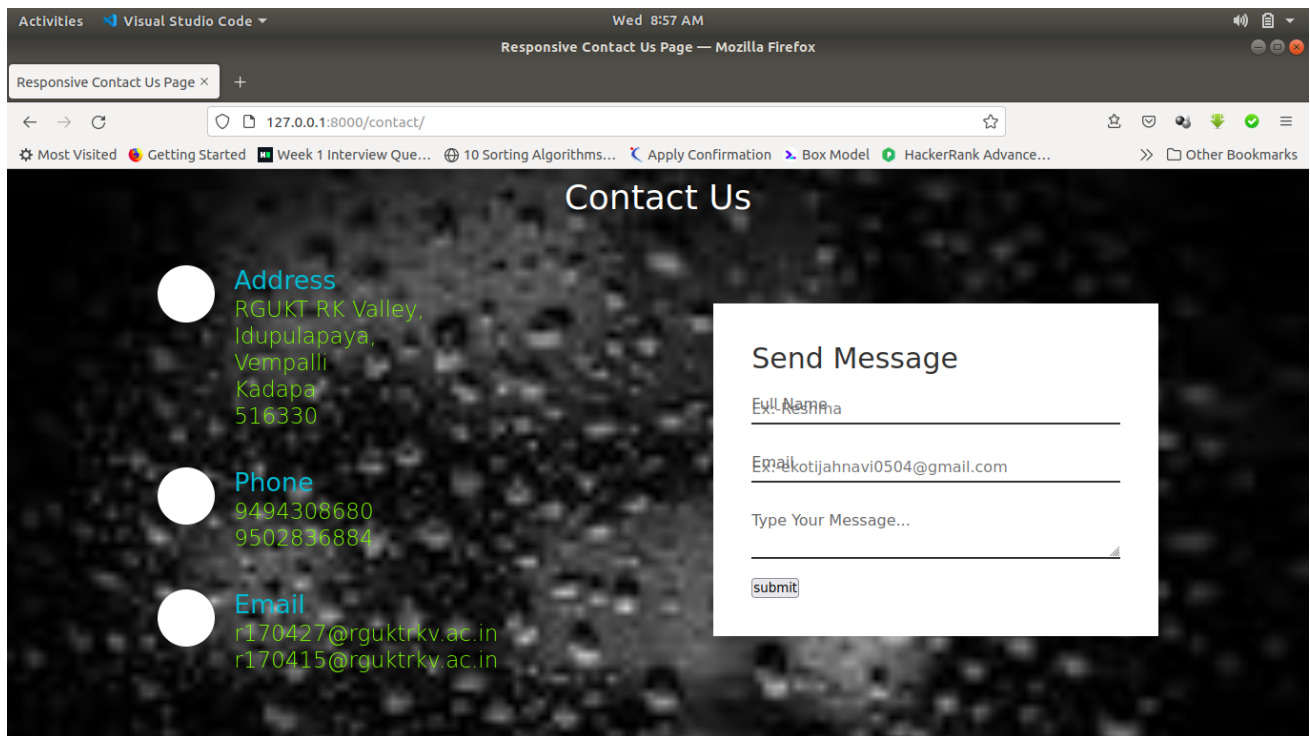 Activities Visual Studio Code Wed 8:57 AM
Responsive Contact Us Page — Mozilla Firefox
Responsive Contact Us Page × +
127.0.0.1:8000/contact/
Most Visited Getting Started Week 1 Interview Que... 10 Sorting Algorithms... Apply Confirmation Box Model HackerRank Advance... Other Bookmarks
Contact Us
Address
RGUKT RK Valley,
Idupulapaya,
Vempalli
Kadapa
516330
Phone
9494308680
9502836884
Email
r170427@rguktrkv.ac.in
r170415@rguktrkv.ac.in
Send Message
Full Name
Ex:-Reshma
Email
Ex:-ekotijahnavi0504@gmail.com
Type Your Message...
submit